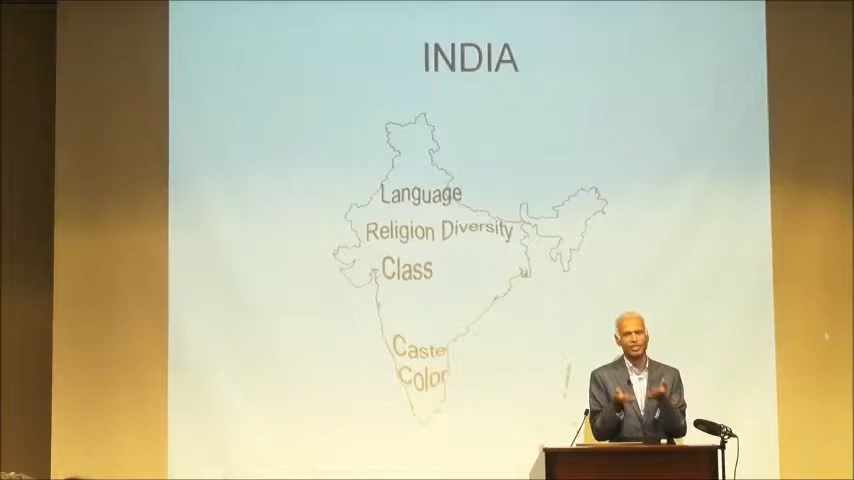 INDIA
Language
Religion Diversity
Class
Caste
Color